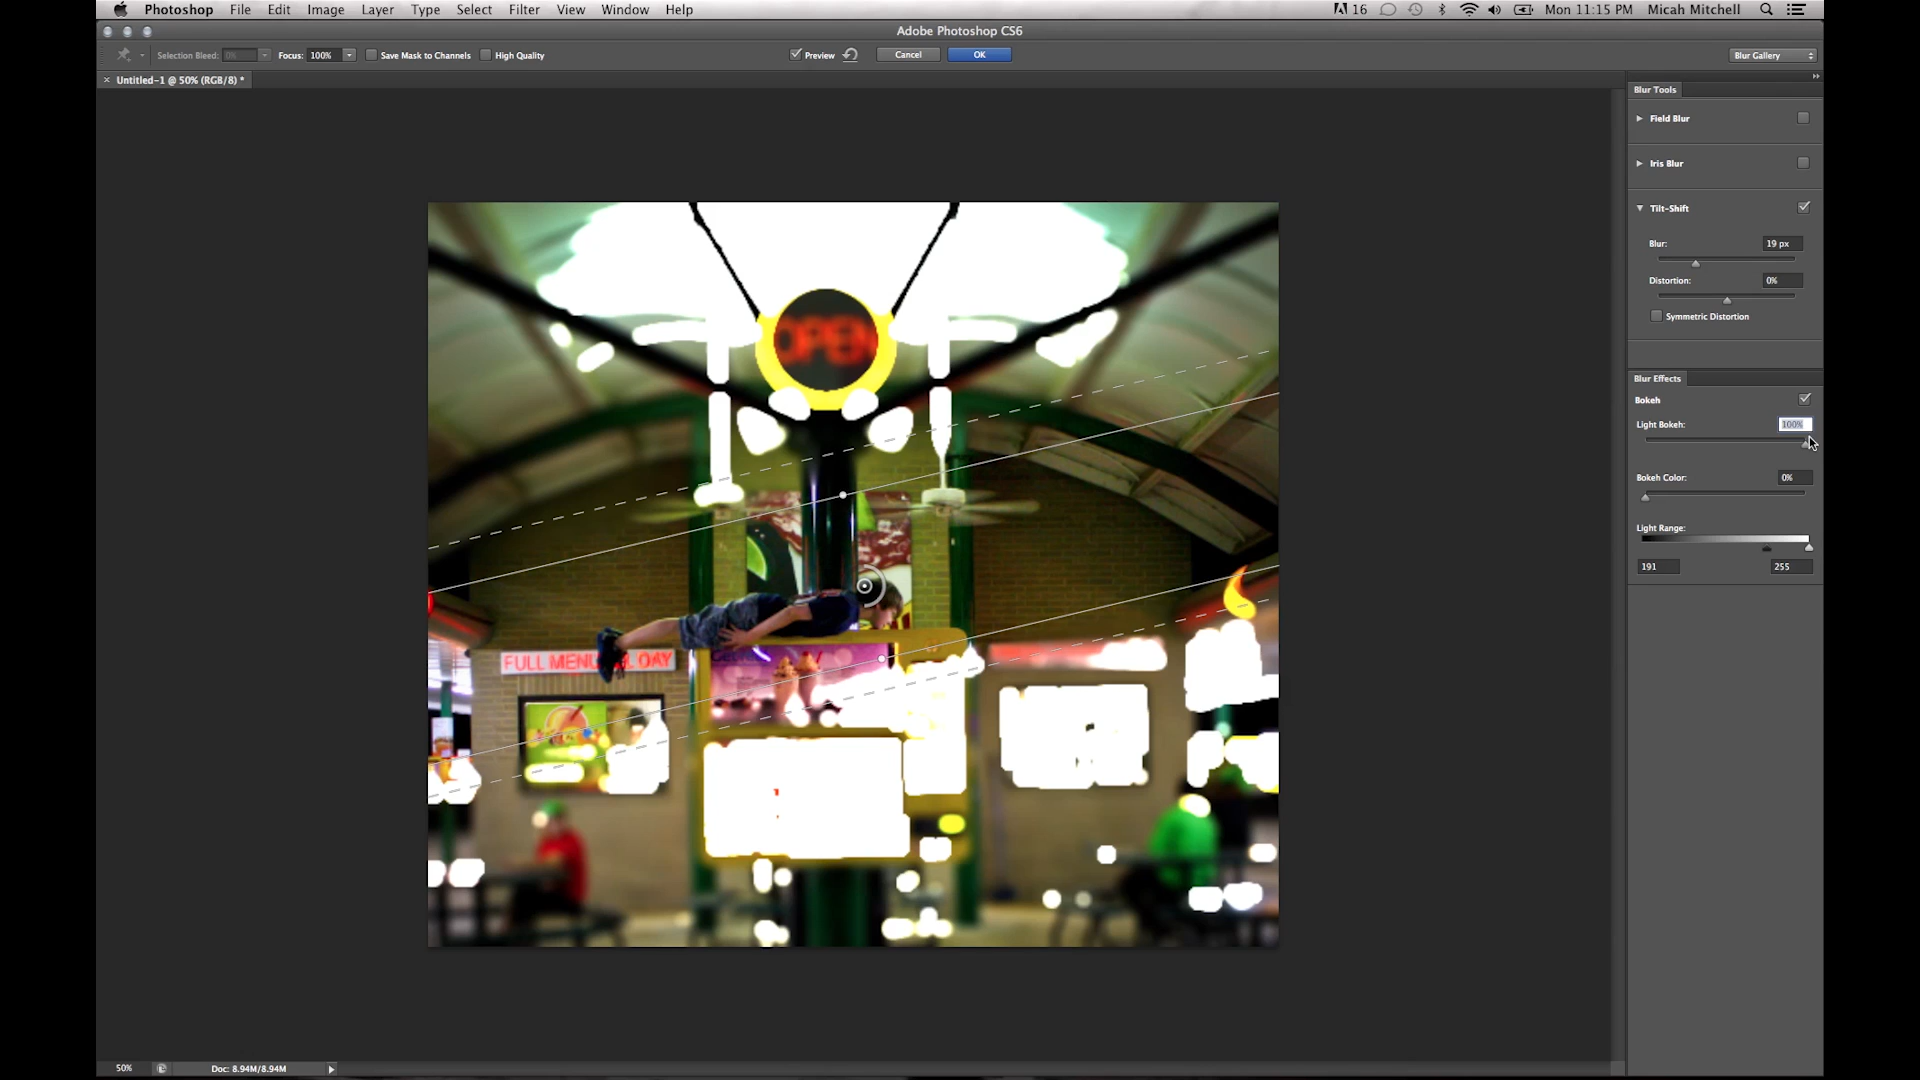 Photoshop File Edit Image Layer Type Select Filter View Window Help 16 Mon 11:15 PM Micah Mitchell
Adobe Photoshop CS6
Selection Bleed: 0% Focus: 100% Save Mask to Channels High Quality Preview Cancel OK Blur Gallery
× Untitled-1 @ 50% (RGB/8) *
Blur Tools
Field Blur
Iris Blur
Tilt-Shift
Blur: 19 px
Distortion: 0%
Symmetric Distortion
Blur Effects
Bokeh
Light Bokeh: 100%
Bokeh Color: 0%
Light Range:
191 255
OPEN
FULL MENU ALL DAY
50% Doc: 8.94M/8.94M